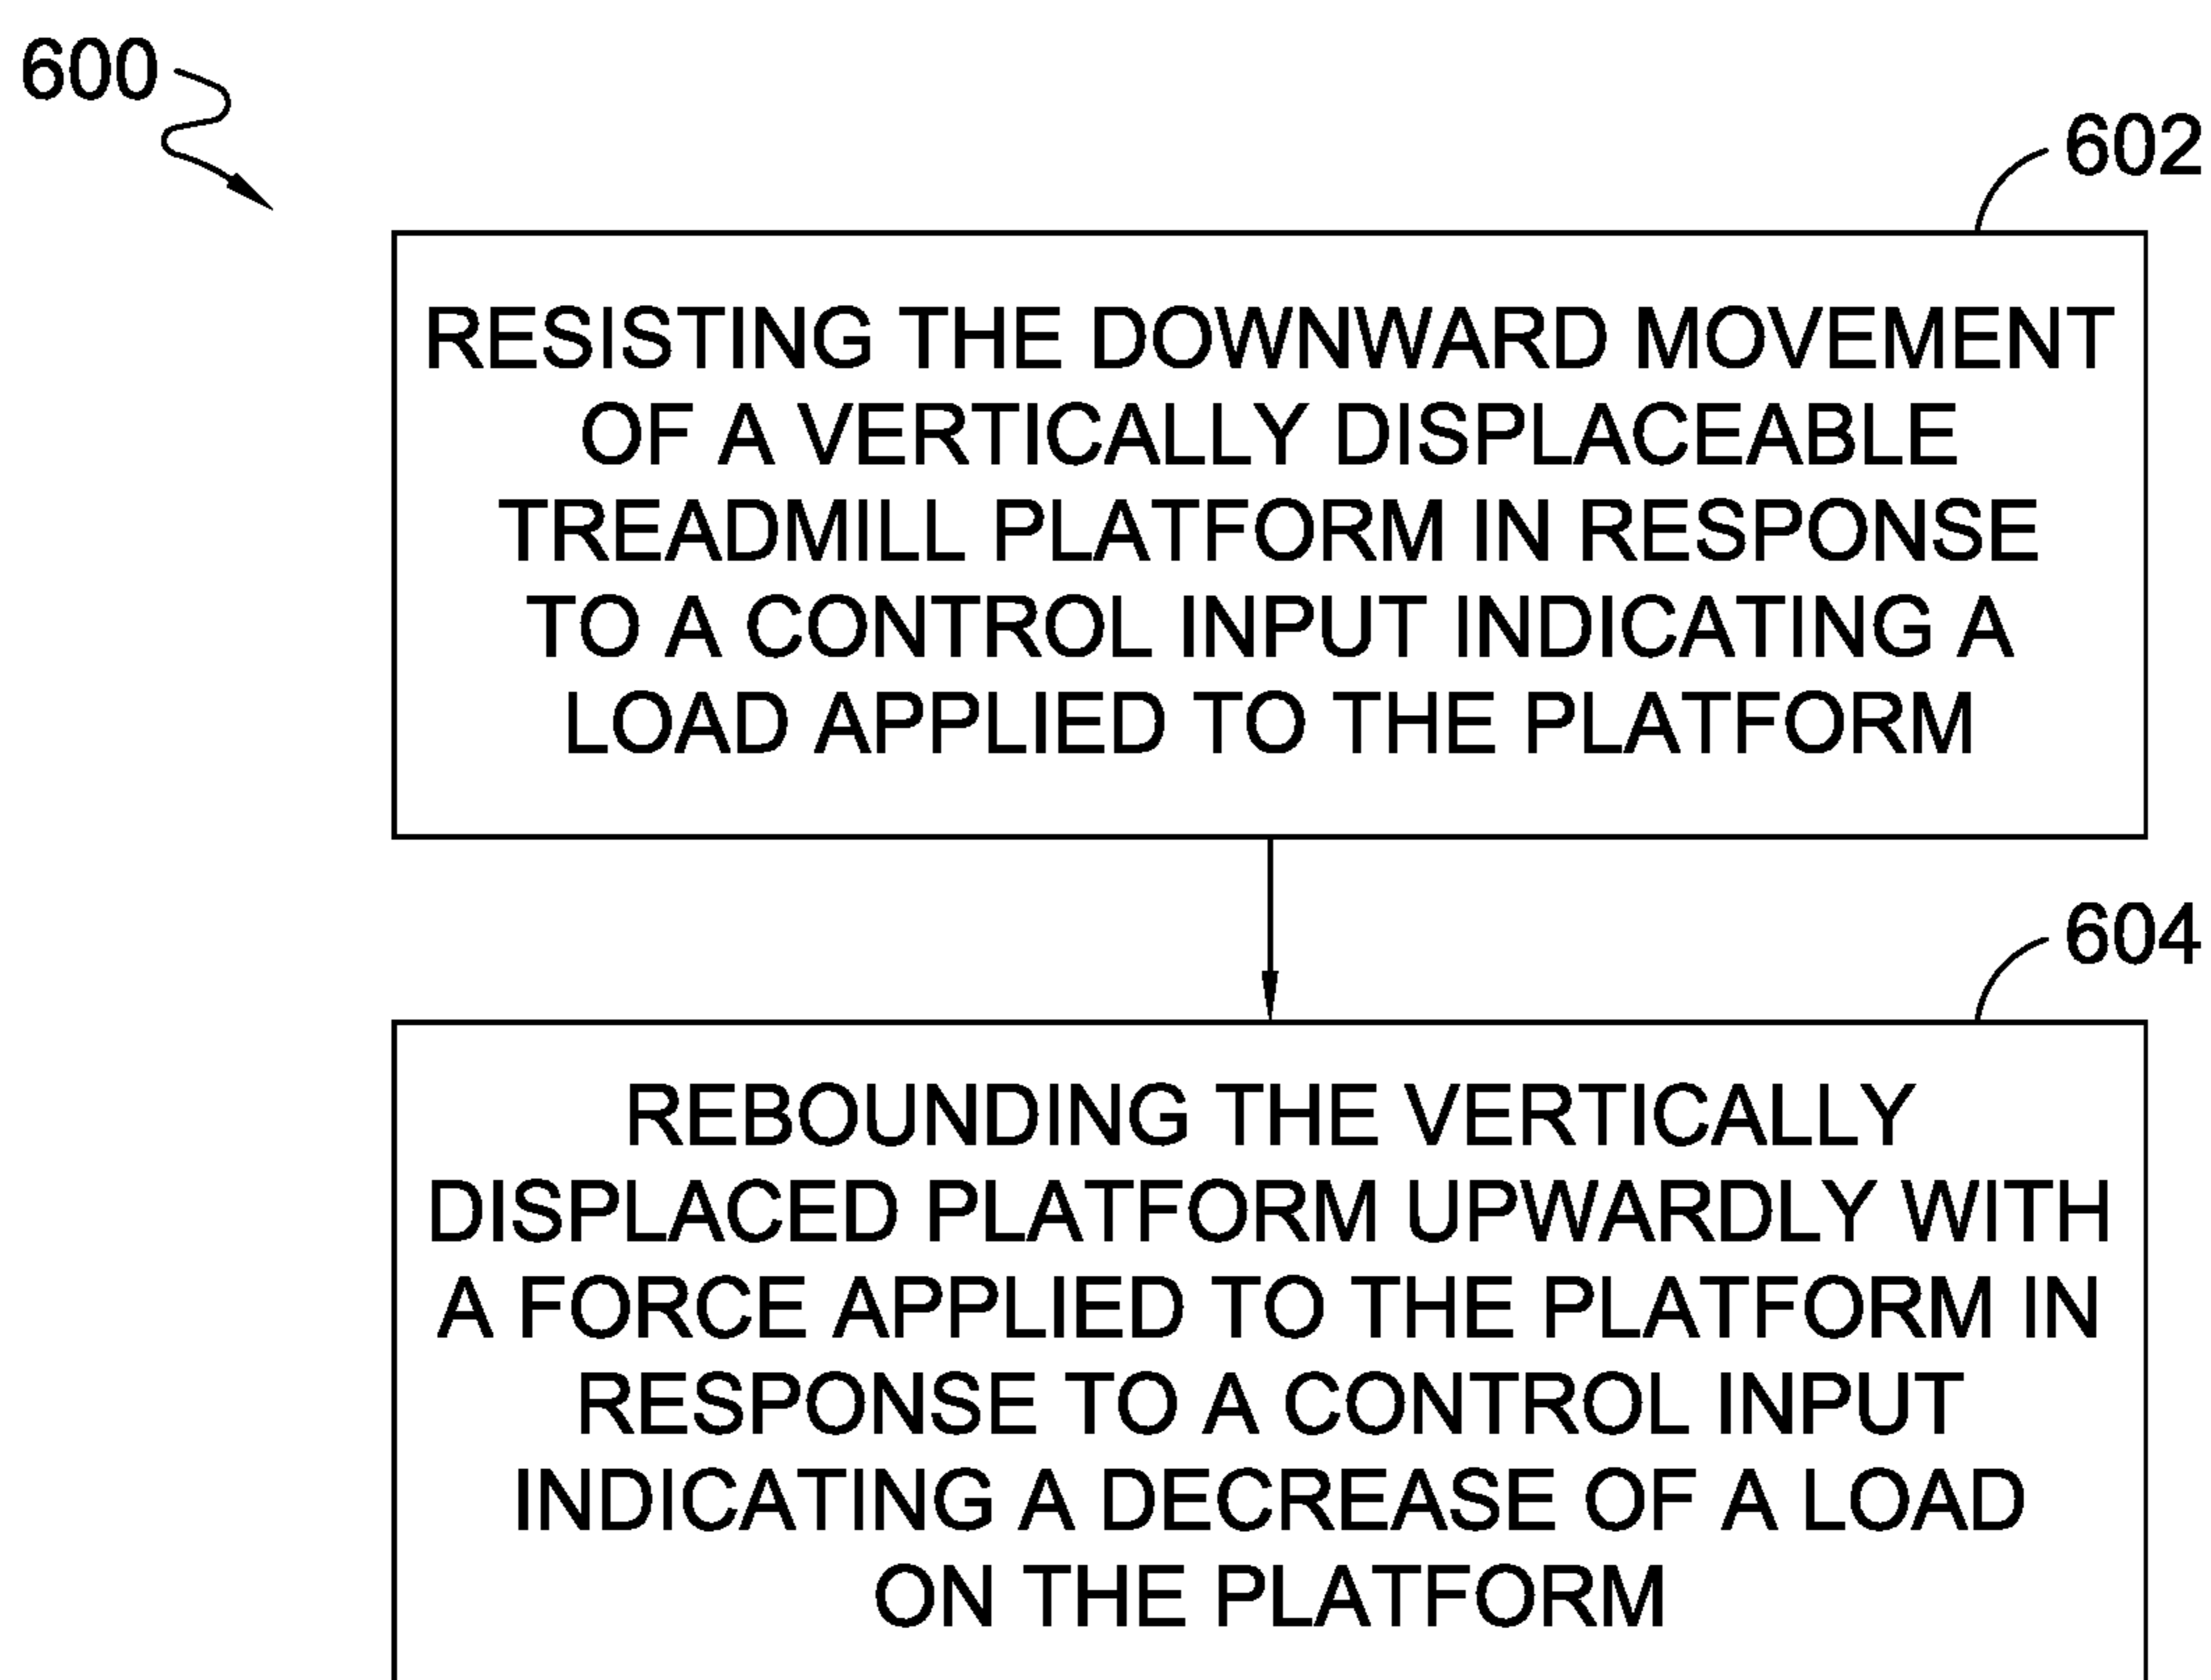 600
602
RESISTING THE DOWNWARD MOVEMENT
OF A VERTICALLY DISPLACEABLE
TREADMILL PLATFORM IN RESPONSE
TO A CONTROL INPUT INDICATING A
LOAD APPLIED TO THE PLATFORM
604
REBOUNDING THE VERTICALLY
DISPLACED PLATFORM UPWARDLY WITH
A FORCE APPLIED TO THE PLATFORM IN
RESPONSE TO A CONTROL INPUT
INDICATING A DECREASE OF A LOAD
ON THE PLATFORM